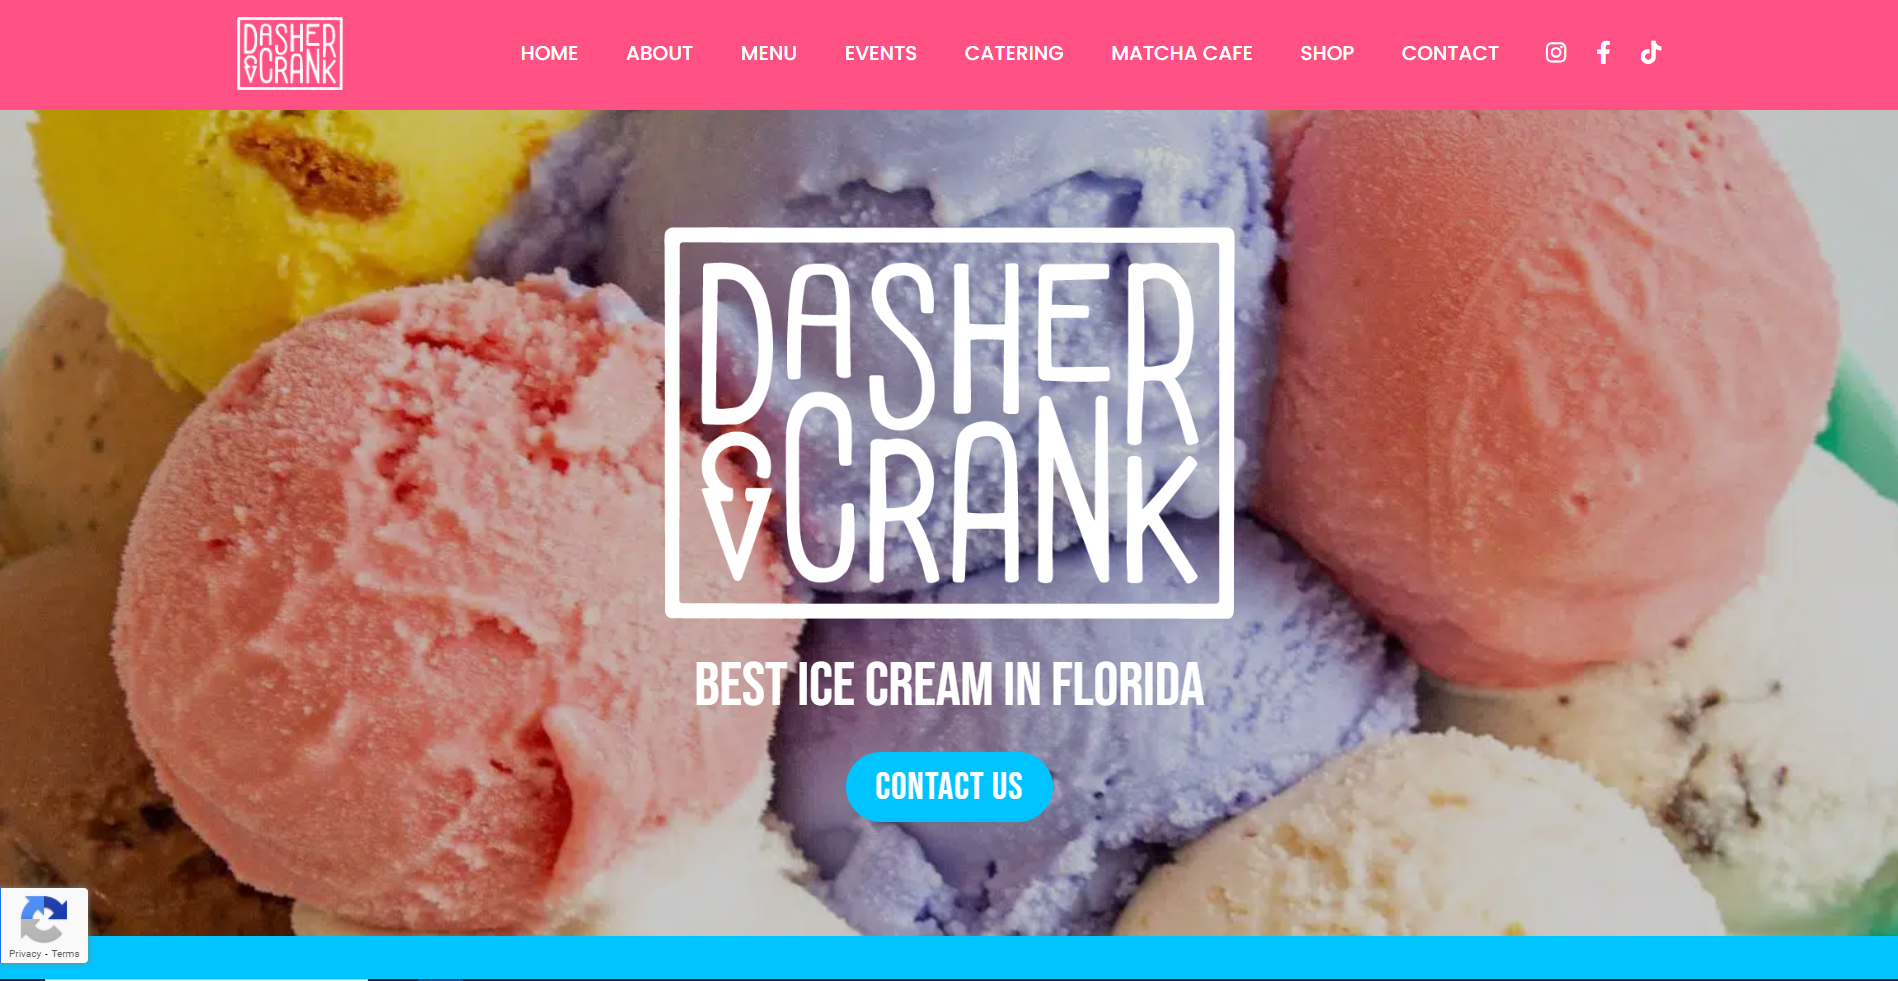 DASHER
& CRANK
HOME ABOUT MENU EVENTS CATERING MATCHA CAFE SHOP CONTACT
DASHER
& CRANK
BEST ICE CREAM IN FLORIDA
CONTACT US
Privacy - Terms